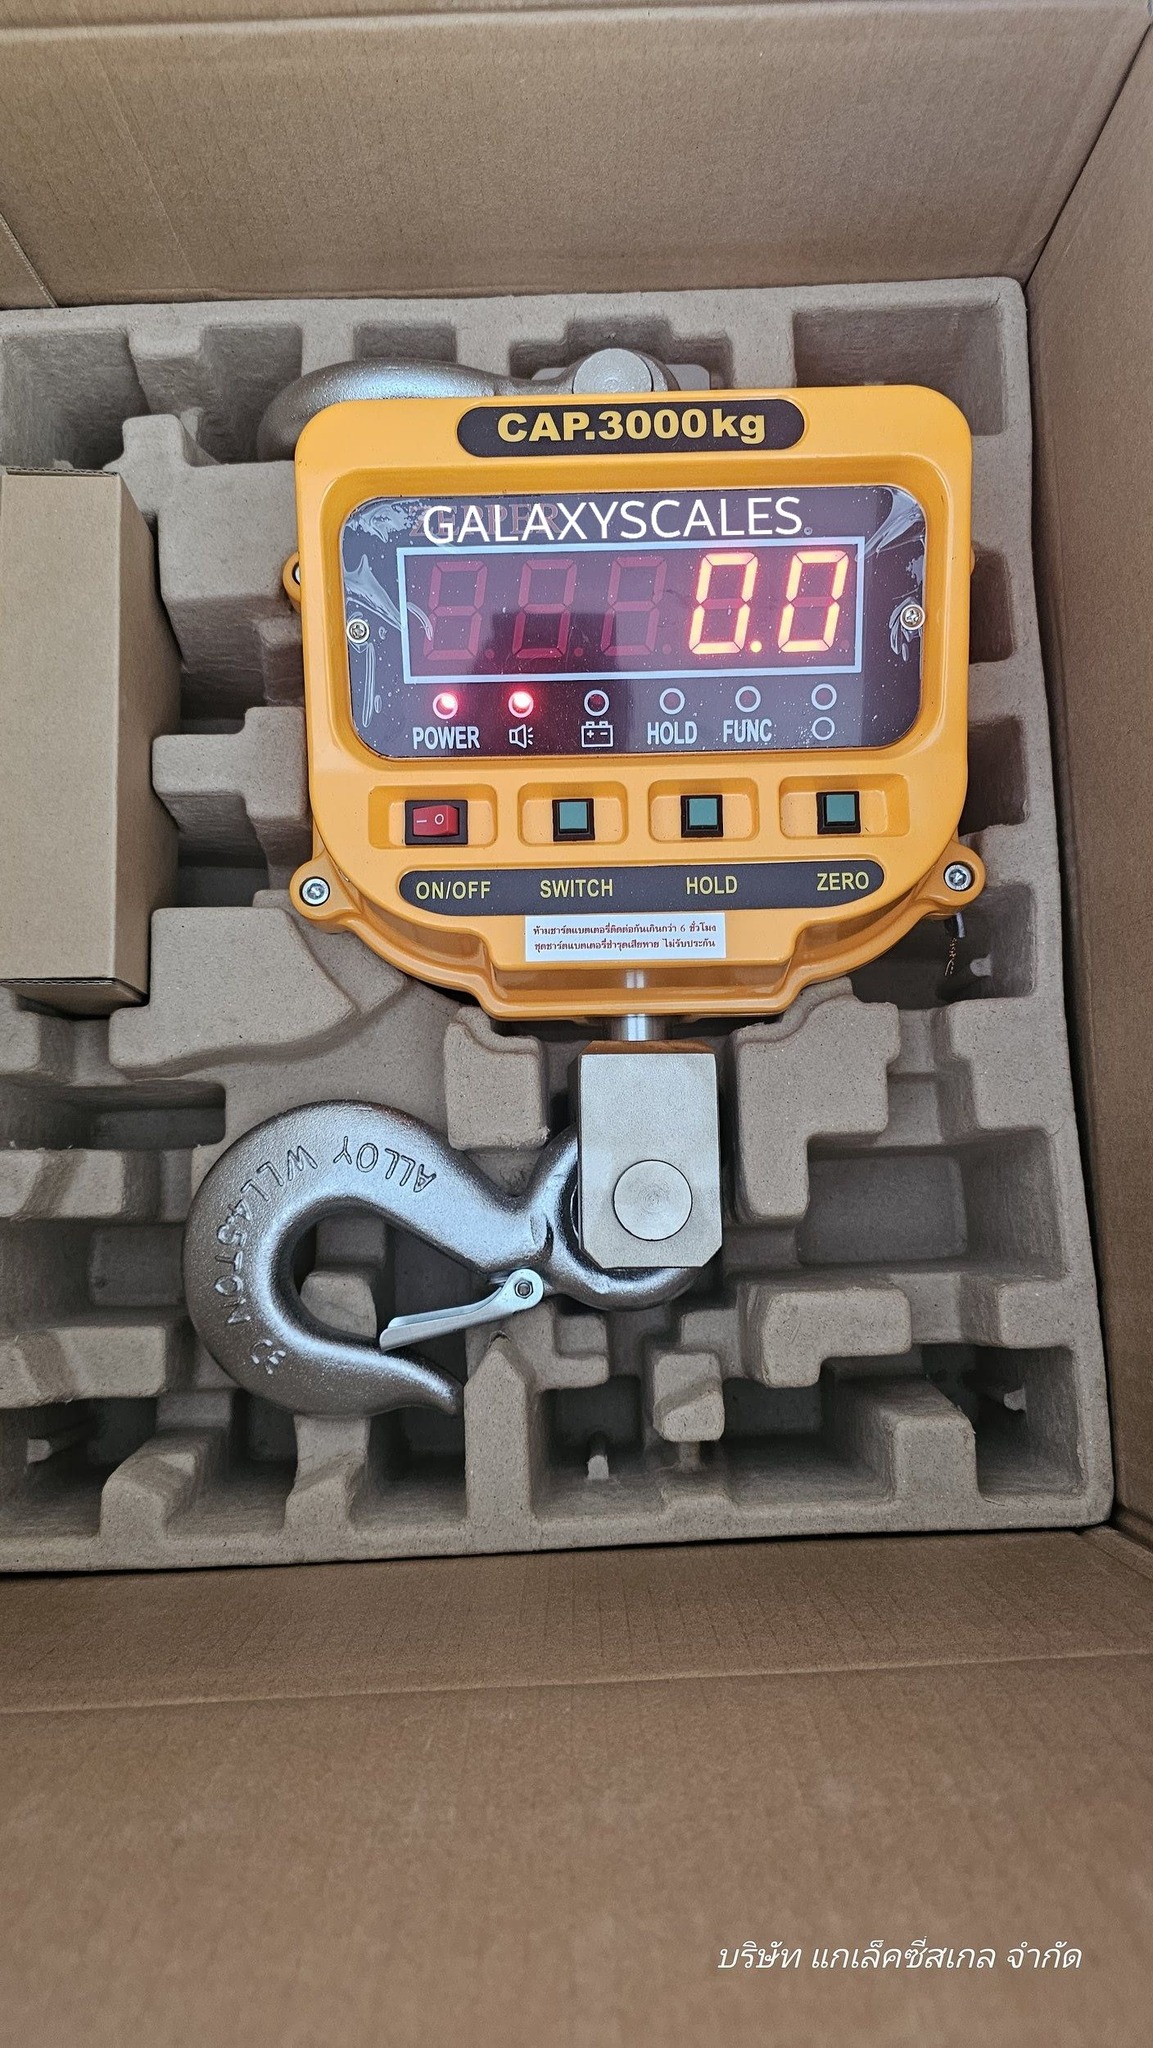 CAP.3000kg
GALAXYSCALES
0.0
POWER HOLD FUNC
ON/OFF SWITCH HOLD ZERO
ห้ามชาร์ตแบตเตอรี่ติดต่อกันเกินกว่า 6 ชั่วโมง
ชุดชาร์ตแบตเตอรี่ชำรุดเสียหาย ไม่รับประกัน
ALLOY WLL4.5TON
บริษัท แกเล็คซี่สเกล จำกัด